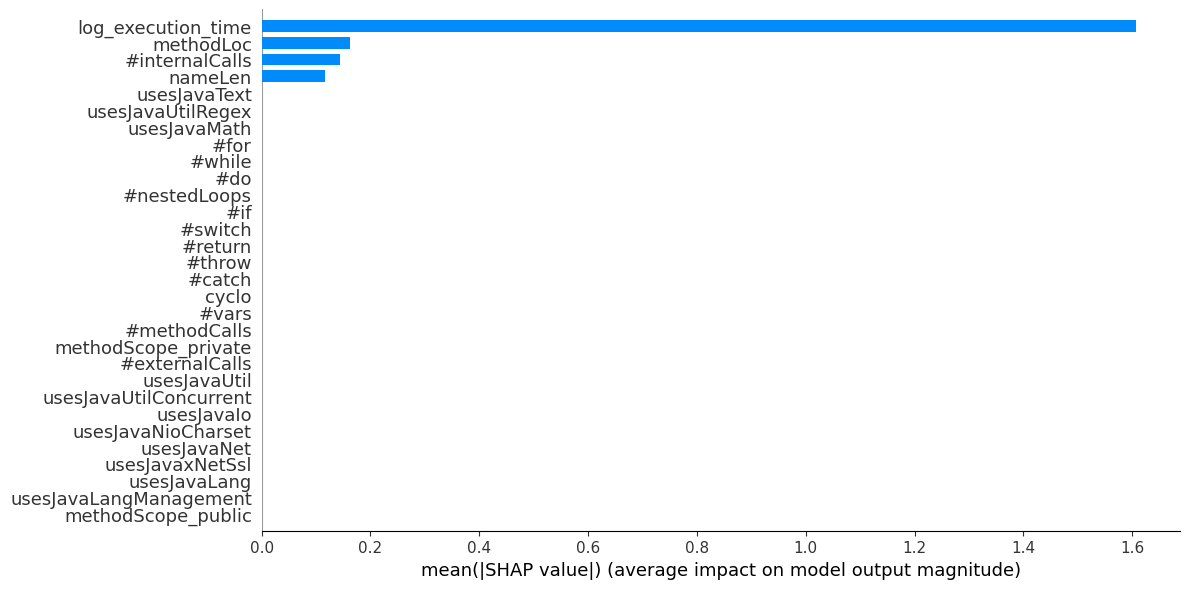 log_execution_time
methodLoc
#internalCalls
nameLen
usesJavaText
usesJavaUtilRegex
usesJavaMath
#for
#while
#do
#nestedLoops
#if
#switch
#return
#throw
#catch
cyclo
#vars
#methodCalls
methodScope_private
#externalCalls
usesJavaUtil
usesJavaUtilConcurrent
usesJavaIo
usesJavaNioCharset
usesJavaNet
usesJavaxNetSsl
usesJavaLang
usesJavaLangManagement
methodScope_public
0.0 0.2 0.4 0.6 0.8 1.0 1.2 1.4 1.6
mean(|SHAP value|) (average impact on model output magnitude)